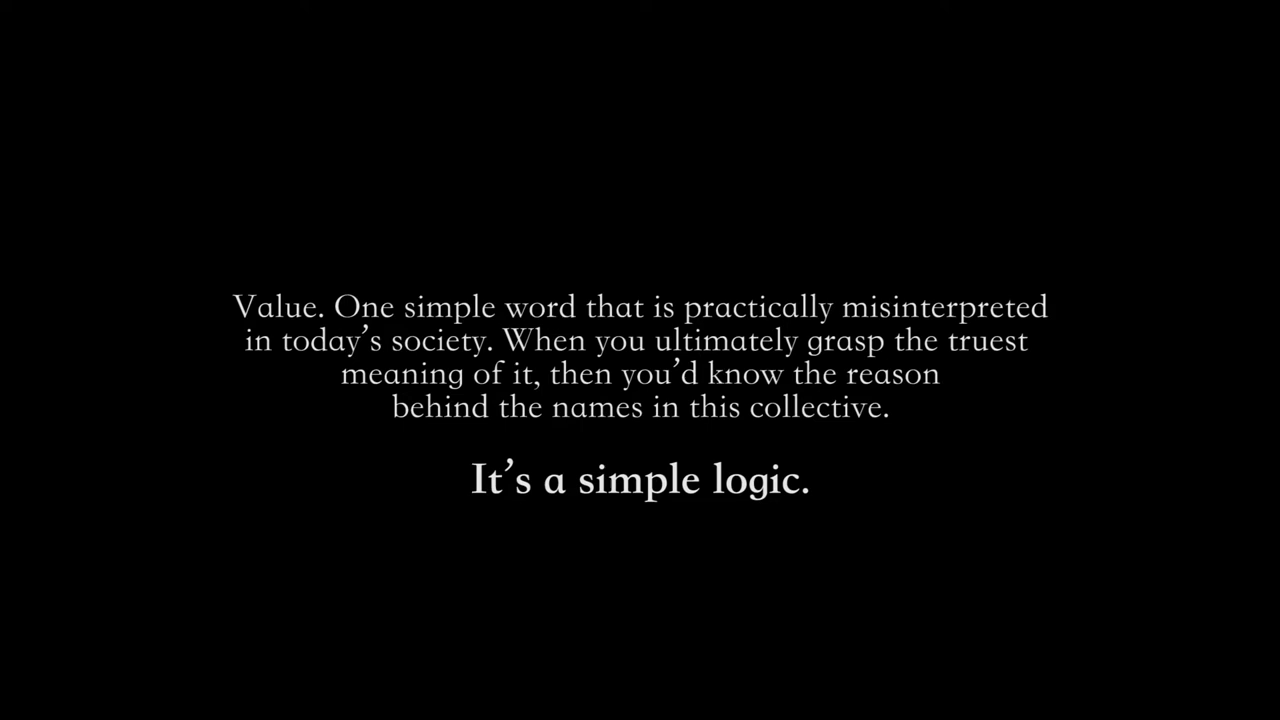 Value. One simple word that is practically misinterpreted
in today’s society. When you ultimately grasp the truest
meaning of it, then you’d know the reason
behind the names in this collective.
It’s a simple logic.